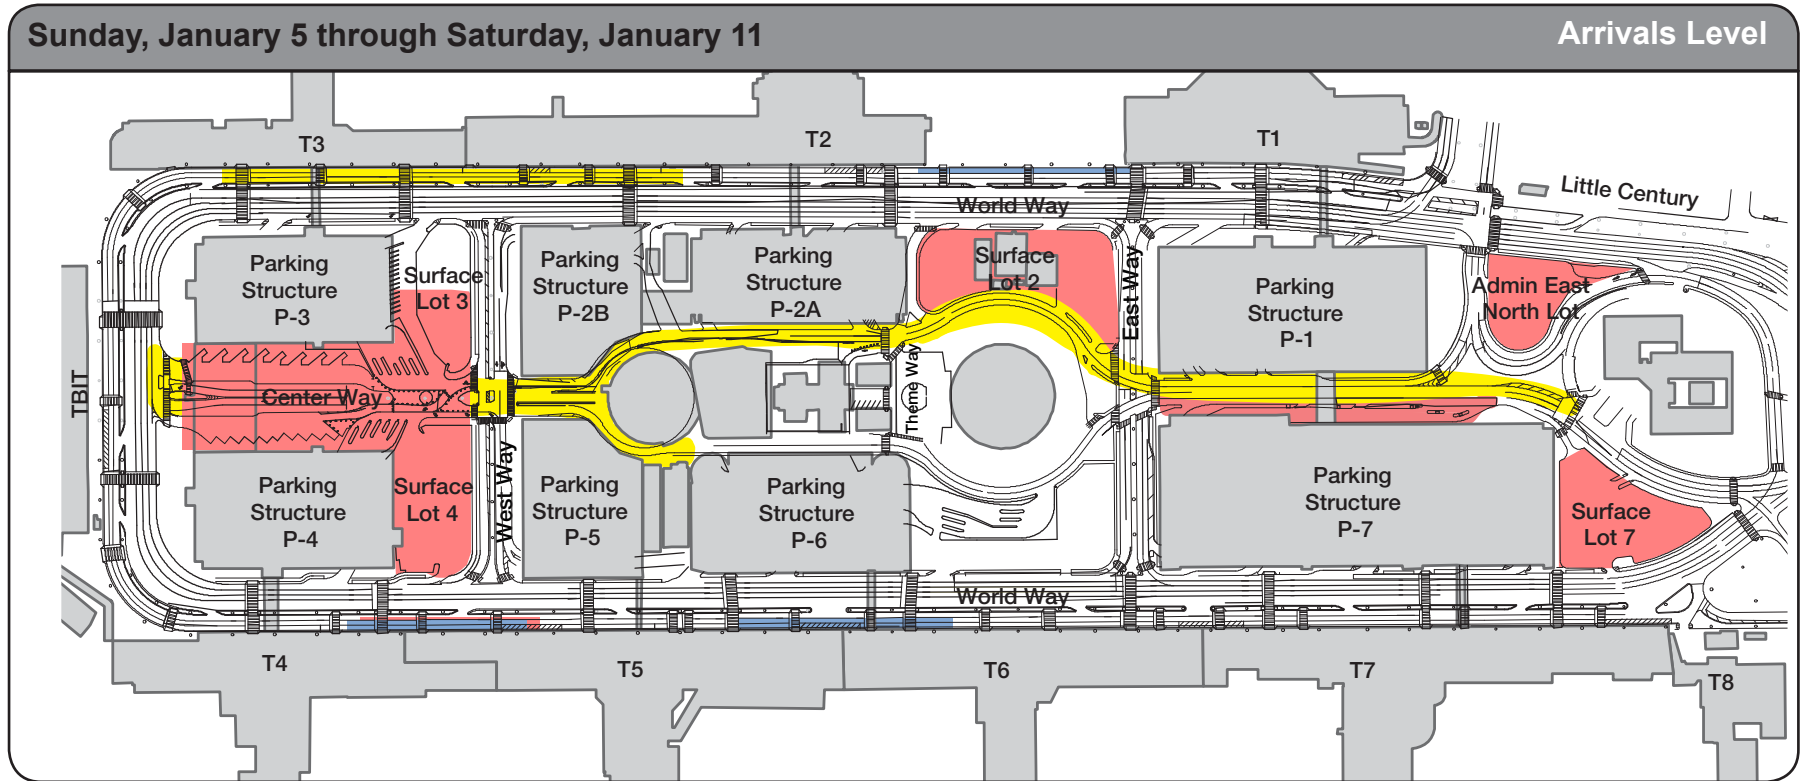 Sunday, January 5 through Saturday, January 11
Arrivals Level
T3
T2
T1
Little Century
World Way
Parking
Structure
P-3
Surface
Lot 3
Parking
Structure
P-2B
Parking
Structure
P-2A
Surface
Lot 2
East Way
Parking
Structure
P-1
Admin East
North Lot
TBIT
Center Way
Theme Way
West Way
Parking
Structure
P-4
Surface
Lot 4
Parking
Structure
P-5
Parking
Structure
P-6
Parking
Structure
P-7
Surface
Lot 7
World Way
T4
T5
T6
T7
T8